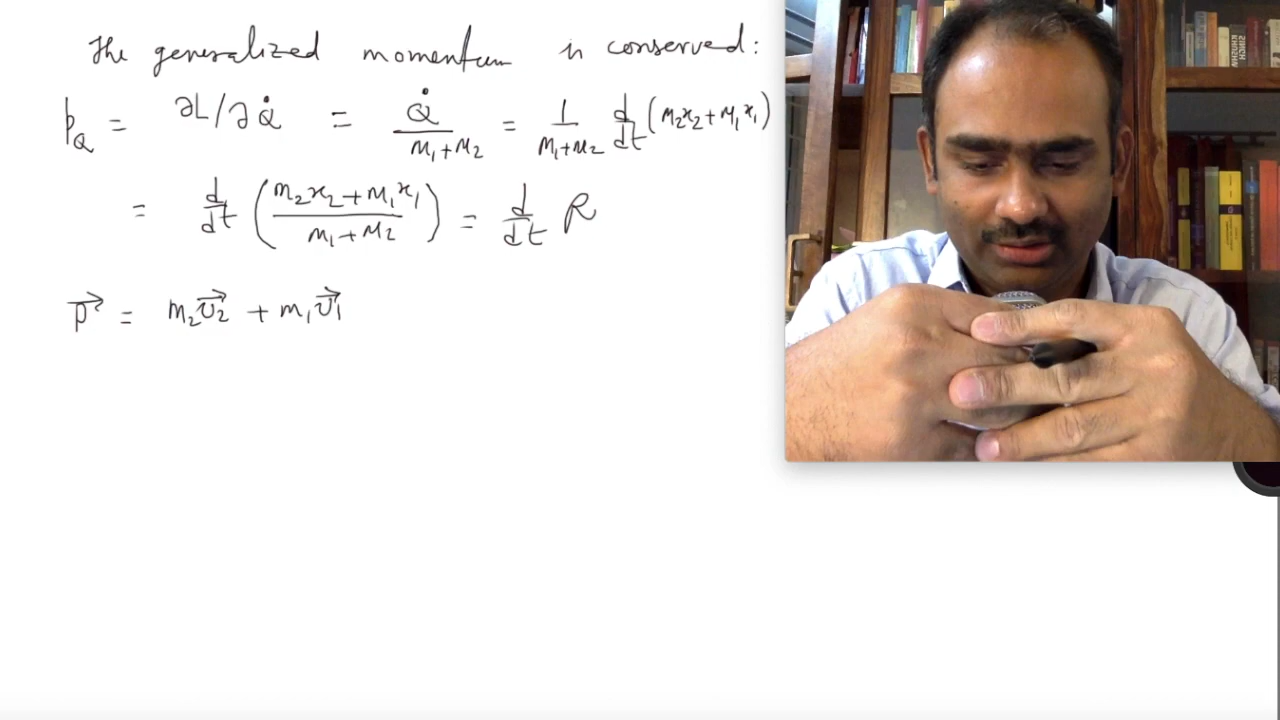 The generalized momentum is conserved:
p_Q = ∂L/∂Q̇ = Q̇/(m₁+m₂) = 1/(m₁+m₂) d/dt (m₂x₂+m₁x₁)
= d/dt ((m₂x₂+m₁x₁)/(m₁+m₂)) = d/dt R
P⃗ = m₂v⃗₂ + m₁v⃗₁